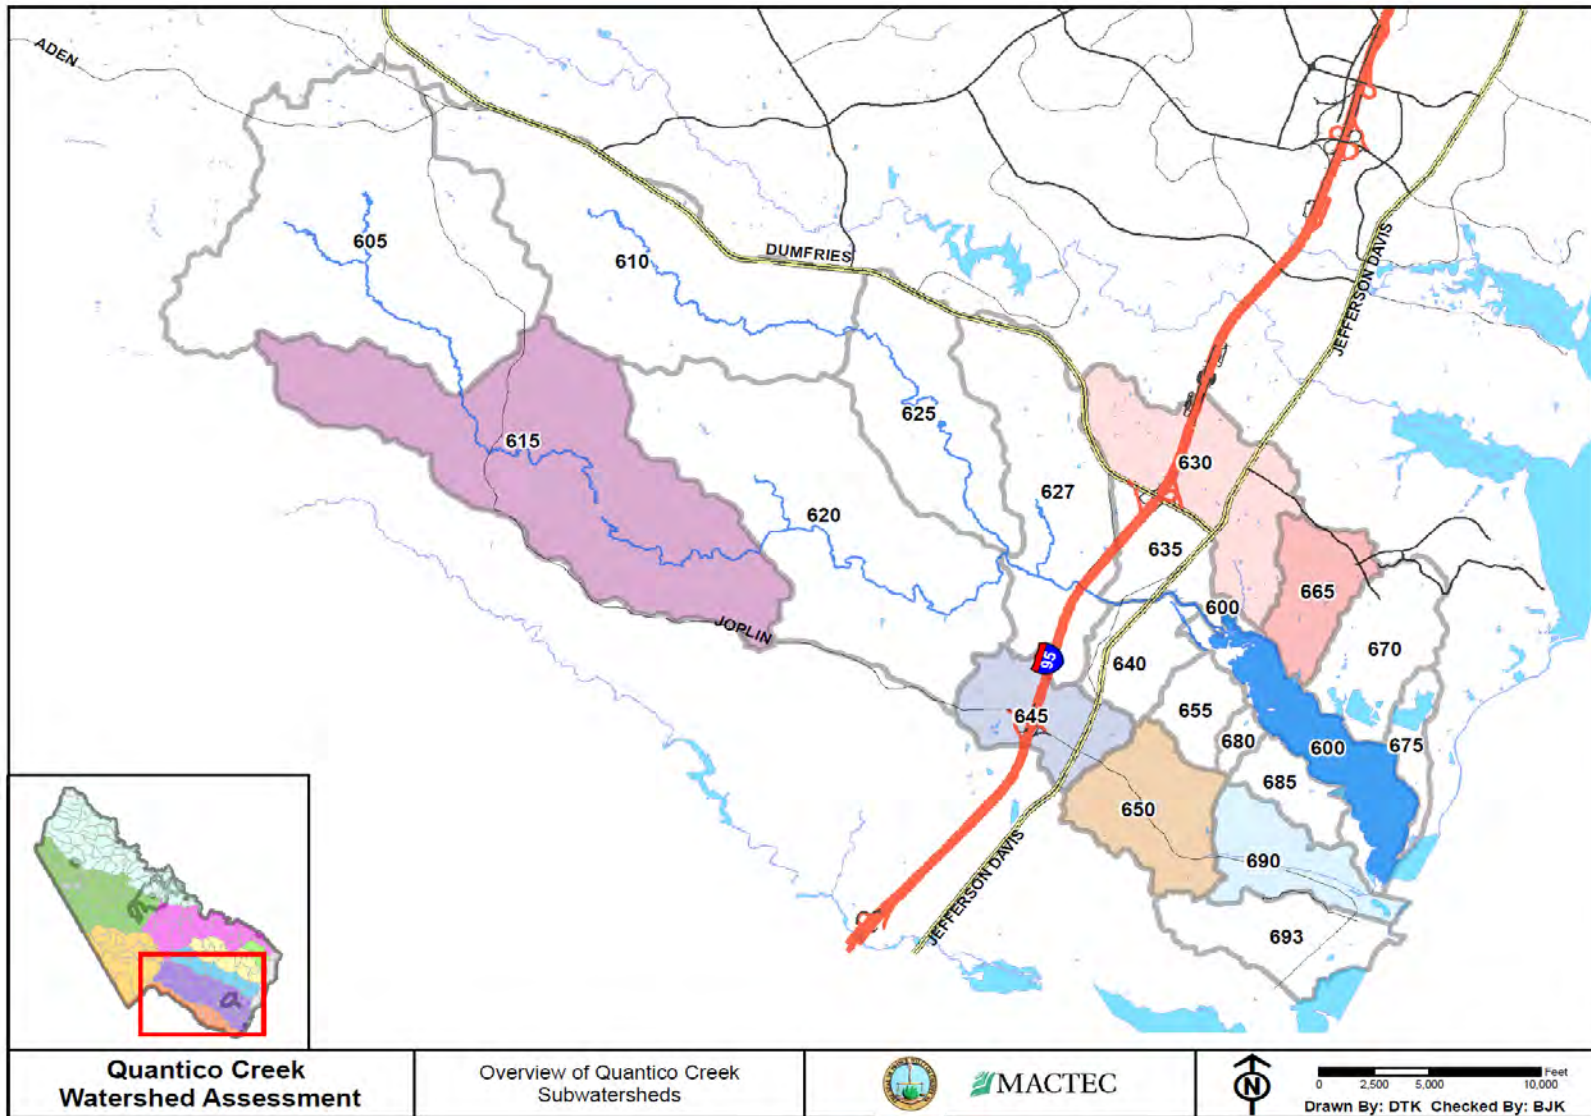 ADEN
605
610
DUMFRIES
JEFFERSON DAVIS
625
615
630
627
620
635
665
600
JOPLIN
670
640
95
655
645
680
600
675
685
650
690
JEFFERSON DAVIS
693
Quantico Creek
Watershed Assessment
Overview of Quantico Creek
Subwatersheds
MACTEC
N
Feet
0 2,500 5,000 10,000
Drawn By: DTK Checked By: BJK